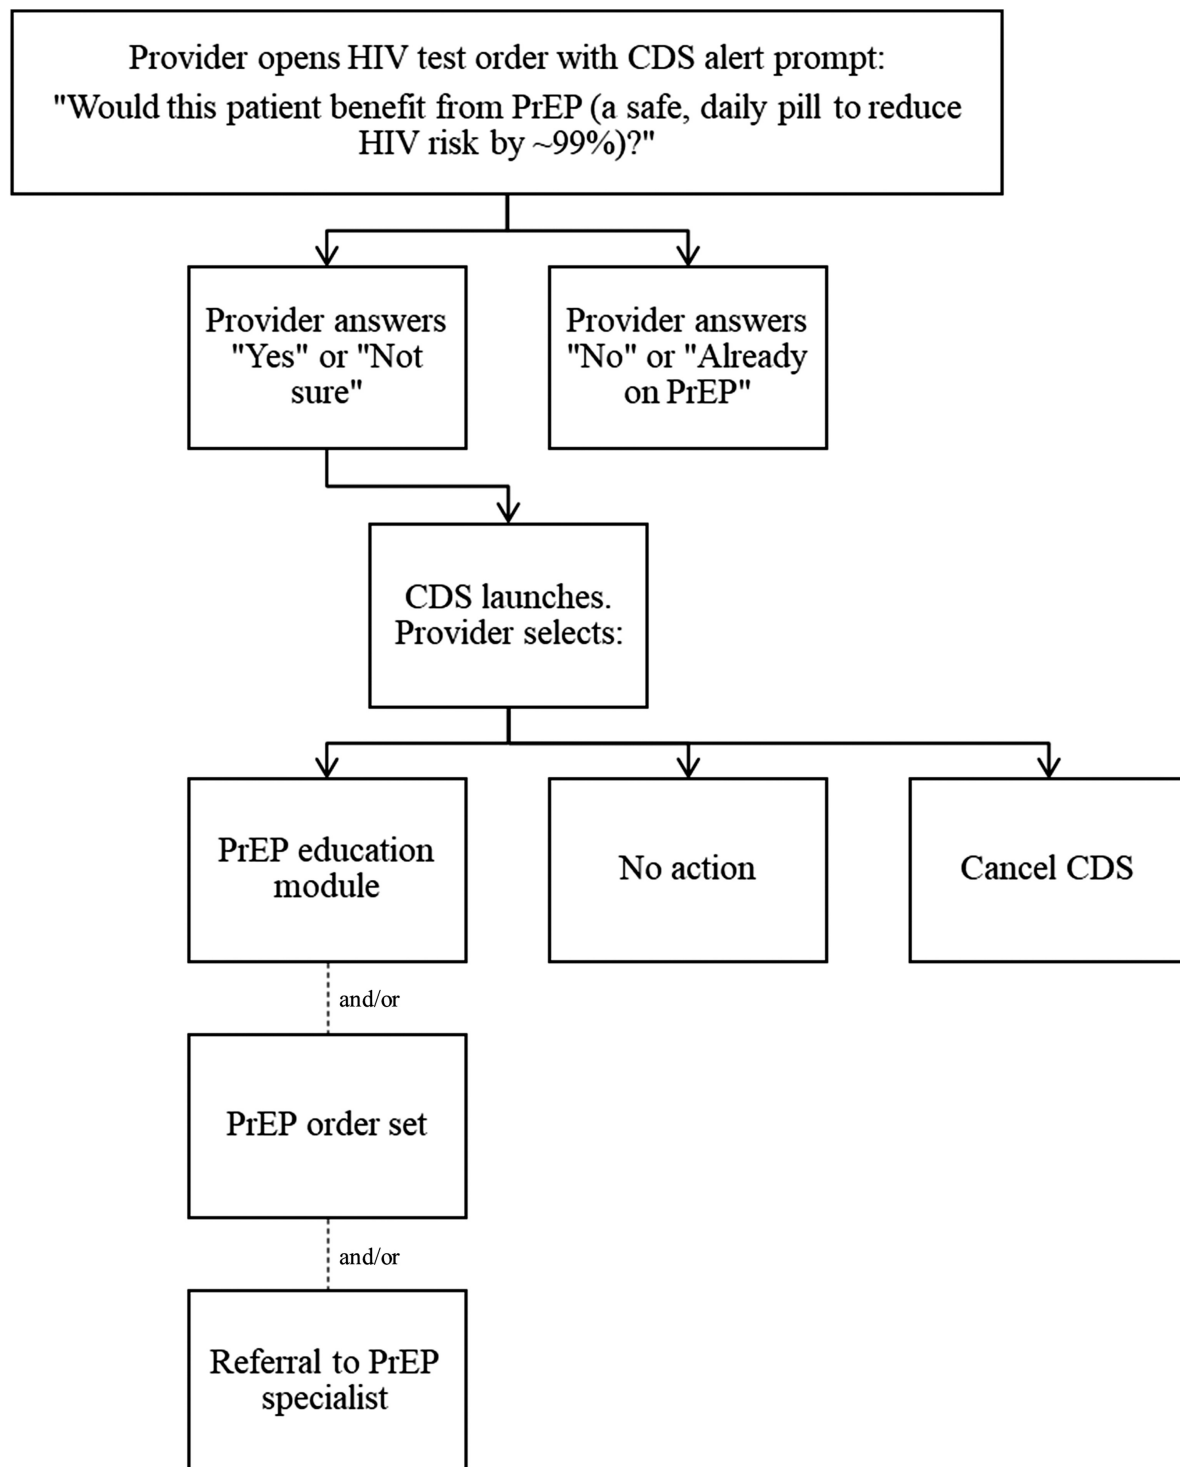 Provider opens HIV test order with CDS alert prompt:
"Would this patient benefit from PrEP (a safe, daily pill to reduce
HIV risk by ~99%)?"
Provider answers
"Yes" or "Not
sure"
Provider answers
"No" or "Already
on PrEP"
CDS launches.
Provider selects:
PrEP education
module
No action
Cancel CDS
and/or
PrEP order set
and/or
Referral to PrEP
specialist